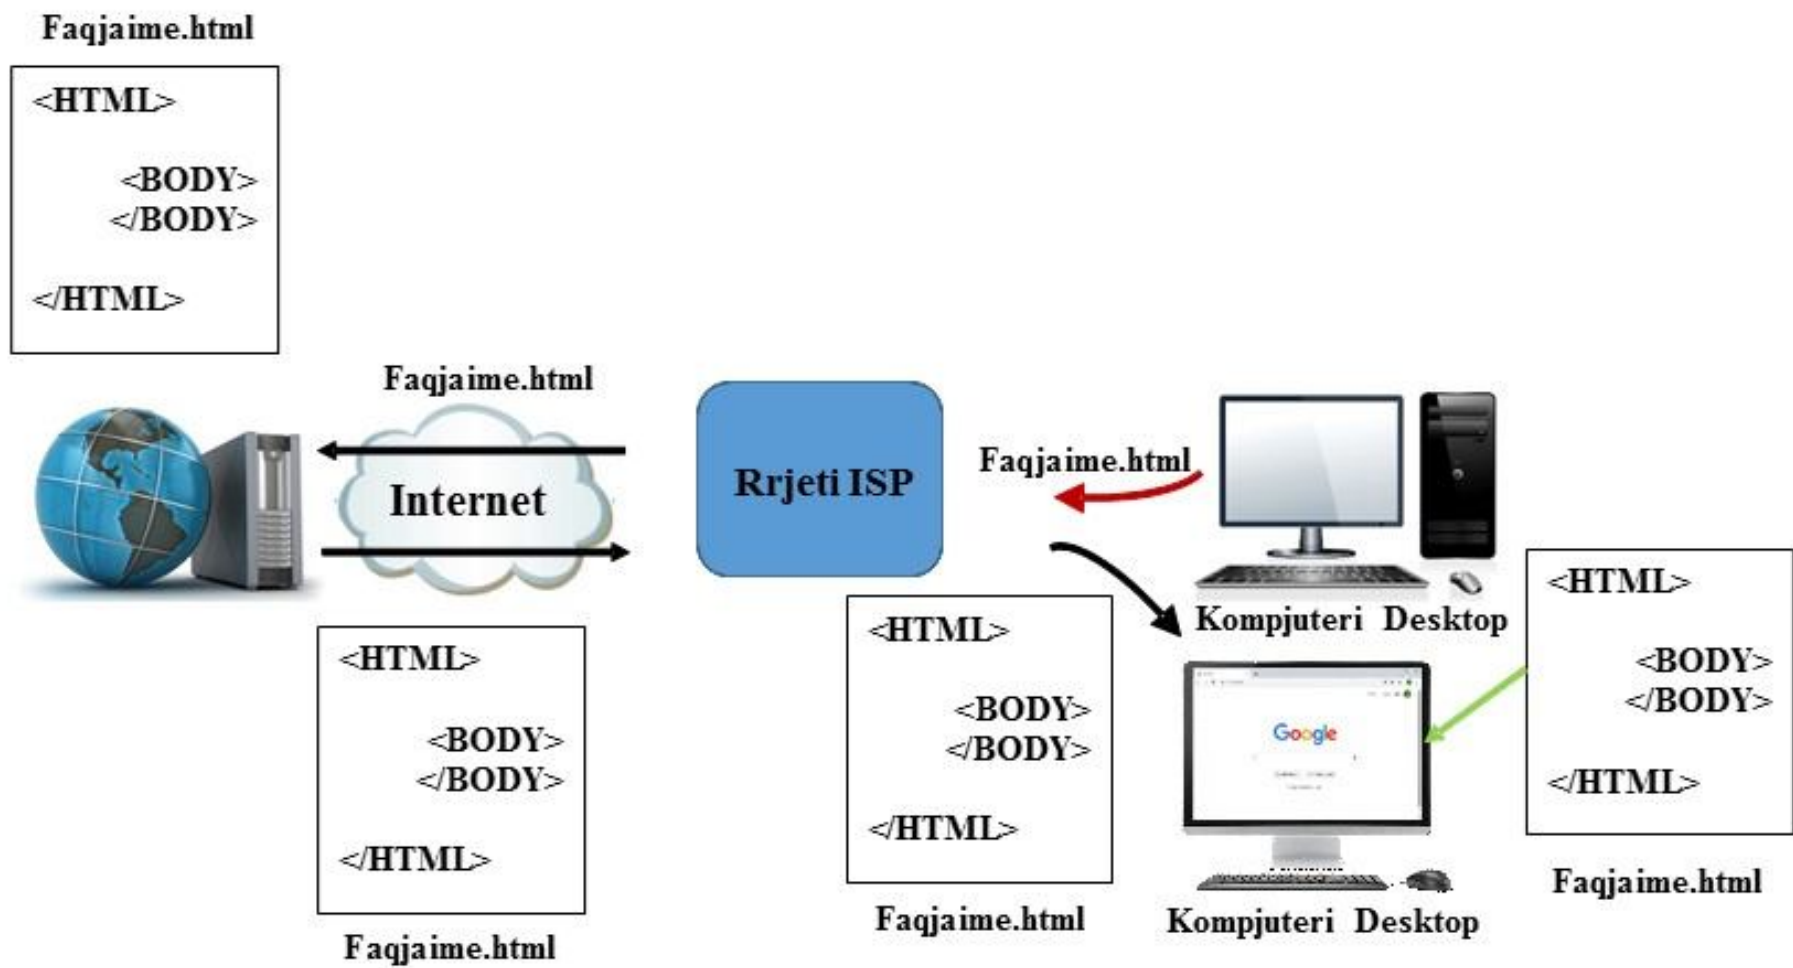 Faqjaime.html
<HTML>
<BODY>
</BODY>
</HTML>
Faqjaime.html
Internet
Rrjeti ISP
Faqjaime.html
Kompjuteri Desktop
<HTML>
<BODY>
</BODY>
</HTML>
Faqjaime.html
<HTML>
<BODY>
</BODY>
</HTML>
Faqjaime.html
Google
Kompjuteri Desktop
<HTML>
<BODY>
</BODY>
</HTML>
Faqjaime.html